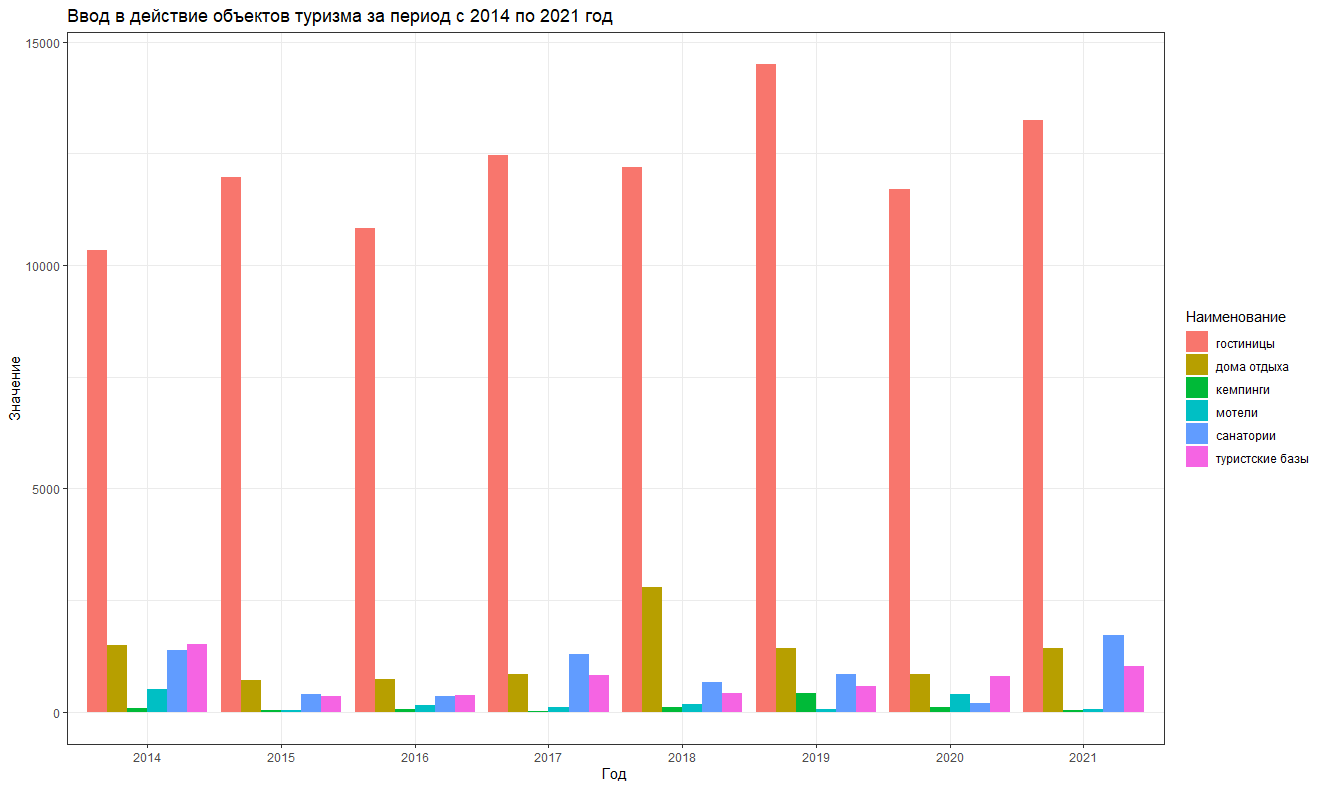 Ввод в действие объектов туризма за период с 2014 по 2021 год
15000
10000
5000
0
Значение
2014 2015 2016 2017 2018 2019 2020 2021
Год
Наименование
гостиницы
дома отдыха
кемпинги
мотели
санатории
туристские базы